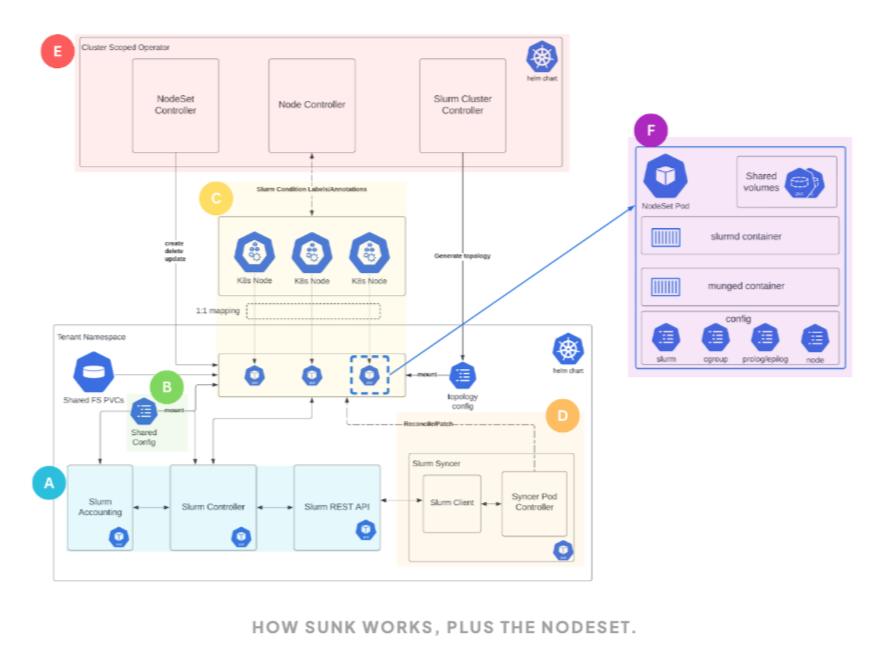 E
Cluster Scoped Operator
NodeSet
Controller
Node Controller
Slurm Cluster
Controller
helm chart
C
Slurm Condition Labels/Annotations
create
delete
update
K8s Node
K8s Node
K8s Node
Generate topology
1:1 mapping
Tenant Namespace
helm chart
Shared FS PVCs
B
mount
Shared
Config
mount
topology
config
D
Reconcile/Patch
A
Slurm
Accounting
Slurm Controller
Slurm REST API
Slurm Syncer
Slurm Client
Syncer Pod
Controller
F
NodeSet Pod
Shared
volumes
slurmd container
munged container
config
slurm
cgroup
prolog/epilog
node
HOW SUNK WORKS, PLUS THE NODESET.